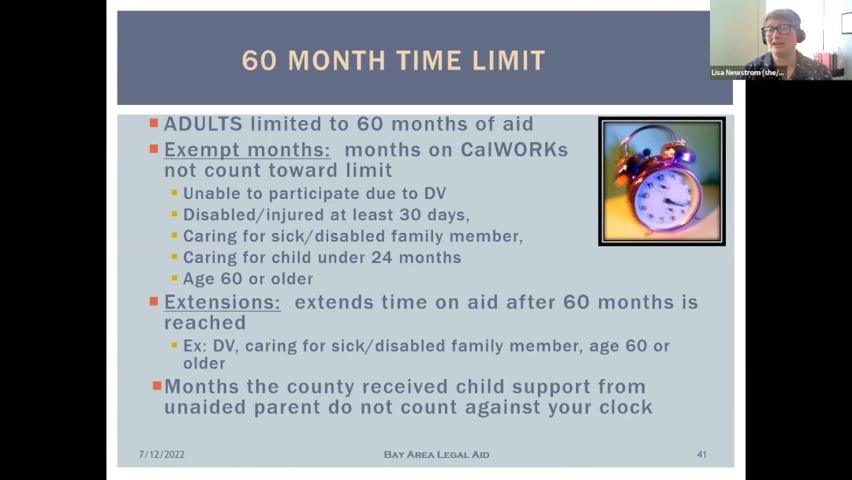 60 MONTH TIME LIMIT
Lisa Newstrom (she/...
ADULTS limited to 60 months of aid
Exempt months: months on CalWORKs
not count toward limit
Unable to participate due to DV
Disabled/injured at least 30 days,
Caring for sick/disabled family member,
Caring for child under 24 months
Age 60 or older
Extensions: extends time on aid after 60 months is
reached
Ex: DV, caring for sick/disabled family member, age 60 or
older
Months the county received child support from
unaided parent do not count against your clock
7/12/2022
BAY AREA LEGAL AID
41